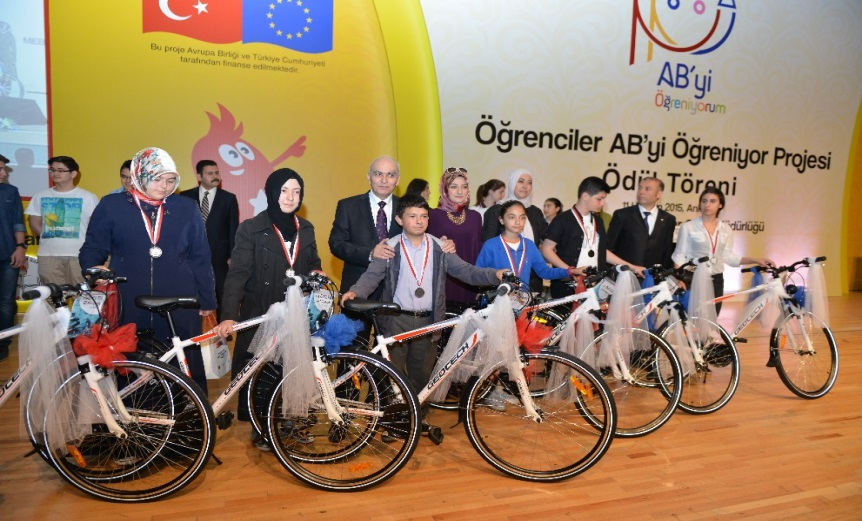 Bu proje Avrupa Birliği ve Türkiye Cumhuriyeti
tarafından finanse edilmektedir.
AB'yi
Öğreniyorum
Öğrenciler AB'yi Öğreniyor Projesi
Ödül Töreni
2015, Ank
GEOTECH
GEOTECH
GEOTECH